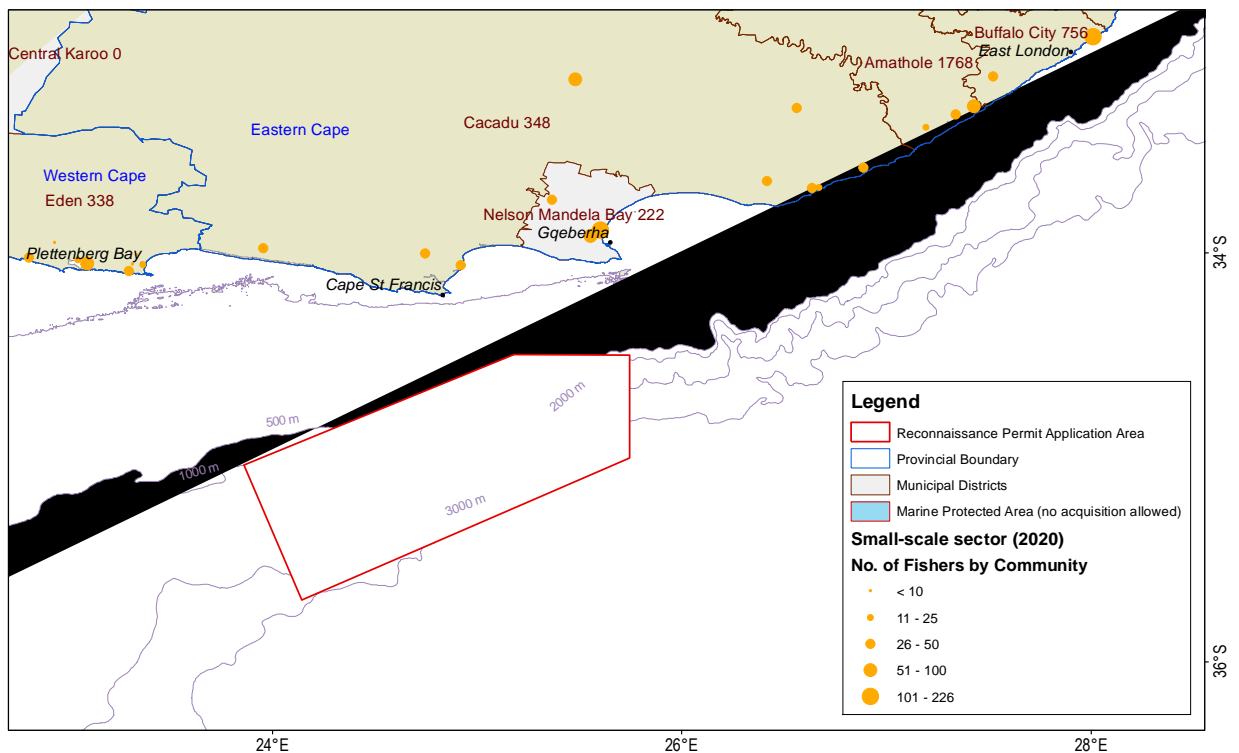 Central Karoo 0
Buffalo City 756
East London
Amathole 1768
Eastern Cape
Cacadu 348
Western Cape
Eden 338
Nelson Mandela Bay 222
Gqeberha
Plettenberg Bay
Cape St Francis
34°S
2000 m
500 m
1000 m
3000 m
Legend
Reconnaissance Permit Application Area
Provincial Boundary
Municipal Districts
Marine Protected Area (no acquisition allowed)
Small-scale sector (2020)
No. of Fishers by Community
< 10
11 - 25
26 - 50
51 - 100
101 - 226
36°S
24°E
26°E
28°E